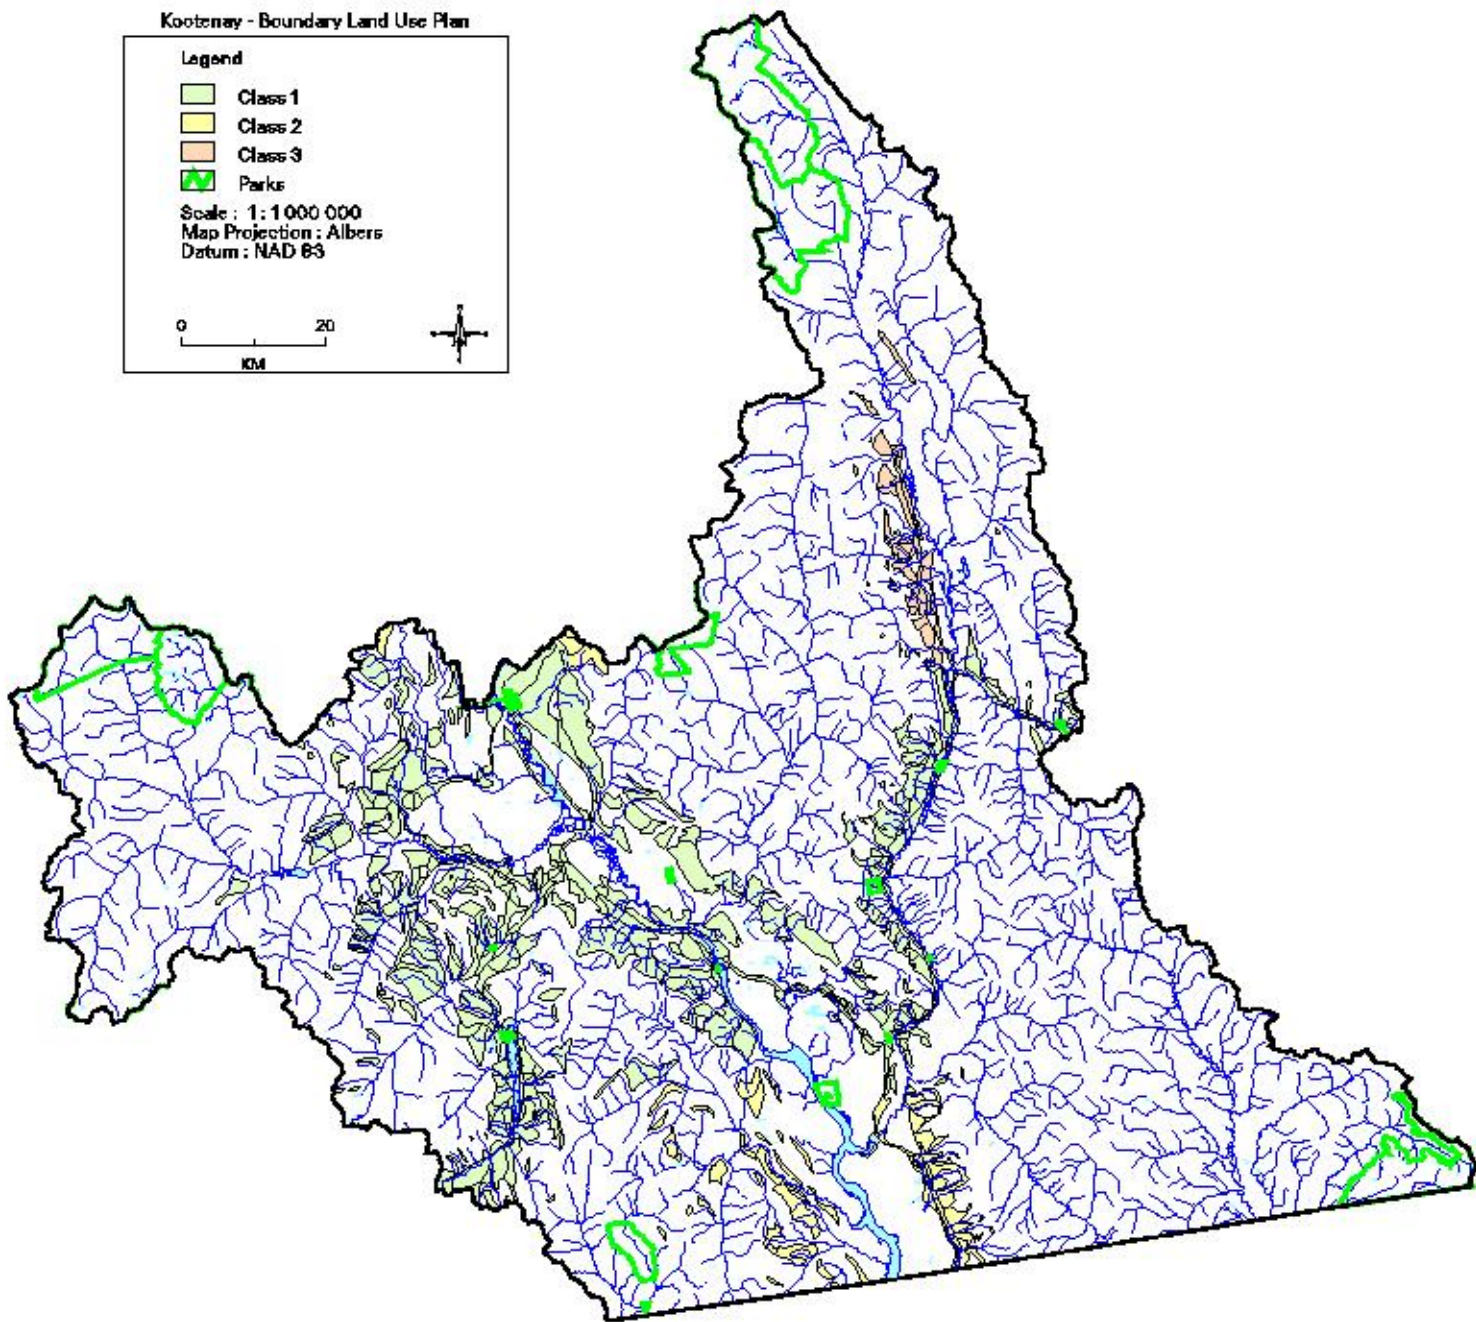 Kootenay - Boundary Land Use Plan
Legend
Class 1
Class 2
Class 3
Parks
Scale : 1 : 1 000 000
Map Projection : Albers
Datum : NAD 83
0 20
KM